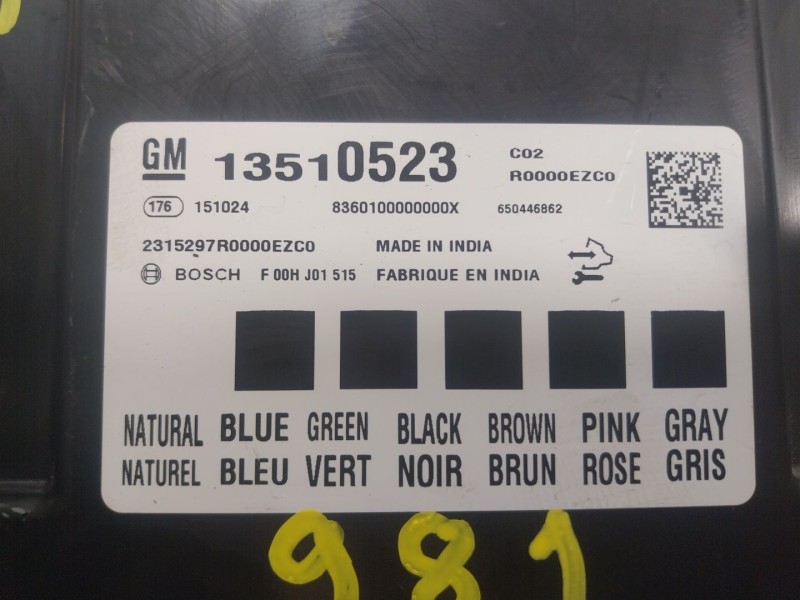 GM 13510523 C02
R0000EZC0
176 151024 8360100000000X 650446862
2315297R0000EZC0 MADE IN INDIA
BOSCH F 00H J01 515 FABRIQUE EN INDIA
NATURAL BLUE GREEN BLACK BROWN PINK GRAY
NATUREL BLEU VERT NOIR BRUN ROSE GRIS
981